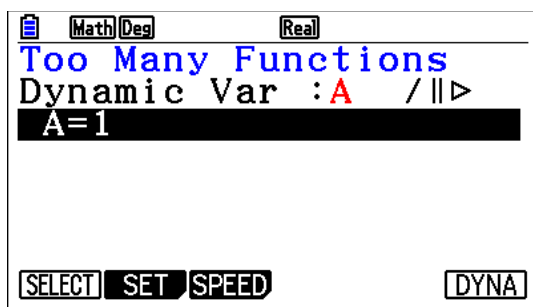 Math Deg Real
Too Many Functions
Dynamic Var :A /||▷
A=1
SELECT SET SPEED DYNA